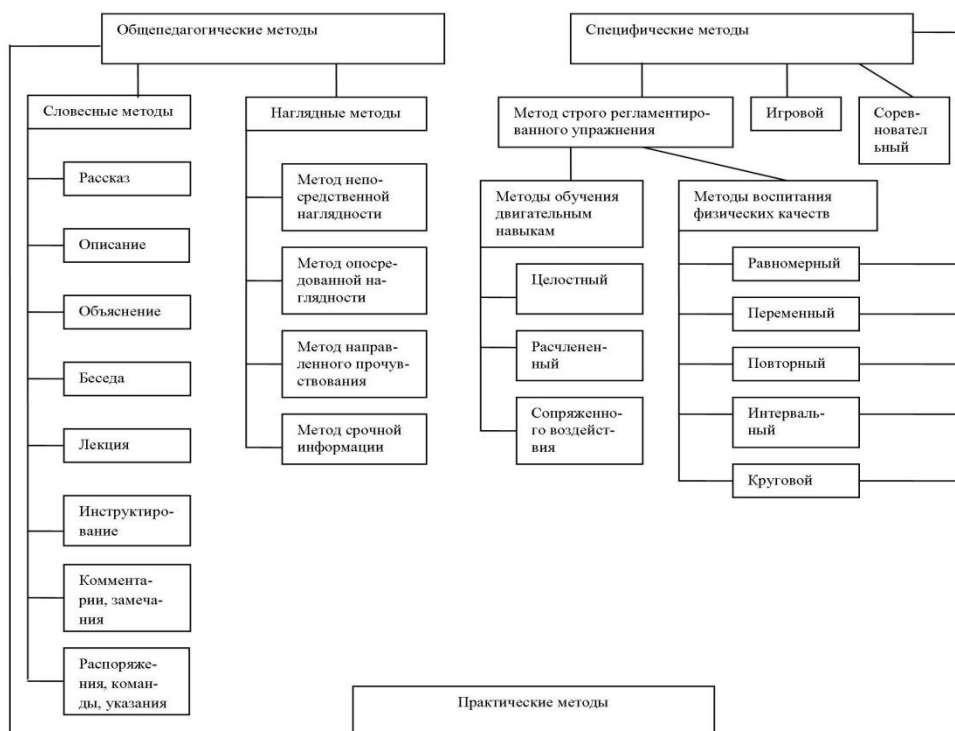 Общепедагогические методы
Специфические методы
Словесные методы
Рассказ
Описание
Объяснение
Беседа
Лекция
Инструктиро-
вание
Коммента-
рии, замеча-
ния
Распоряже-
ния, коман-
ды, указания
Наглядные методы
Метод непо-
средственной
наглядности
Метод опосре-
дованной на-
глядности
Метод направ-
ленного прочув-
ствования
Метод срочной
информации
Метод строго регламентиро-
ванного упражнения
Игровой
Сорев-
новател
ьный
Методы обучения
двигательным
навыкам
Целостный
Расчленен-
ный
Сопряженно-
го воздейст-
вия
Методы воспитания
физических качеств
Равномерный
Переменный
Повторный
Интерваль-
ный
Круговой
Практические методы